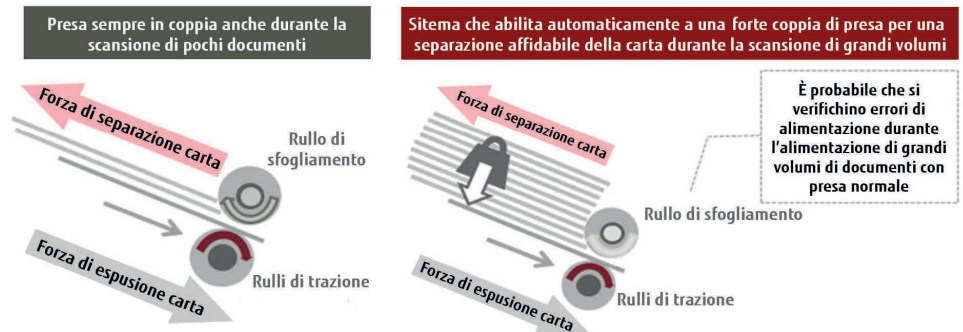 Presa sempre in coppia anche durante la
scansione di pochi documenti
Forza di separazione carta
Rullo di
sfogliamento
Rulli di trazione
Forza di espusione carta
Sitema che abilita automaticamente a una forte coppia di presa per una
separazione affidabile della carta durante la scansione di grandi volumi
Forza di separazione carta
È probabile che si
verifichino errori di
alimentazione durante
l'alimentazione di grandi
volumi di documenti con
presa normale
Rullo di sfogliamento
Rulli di trazione
Forza di espusione carta